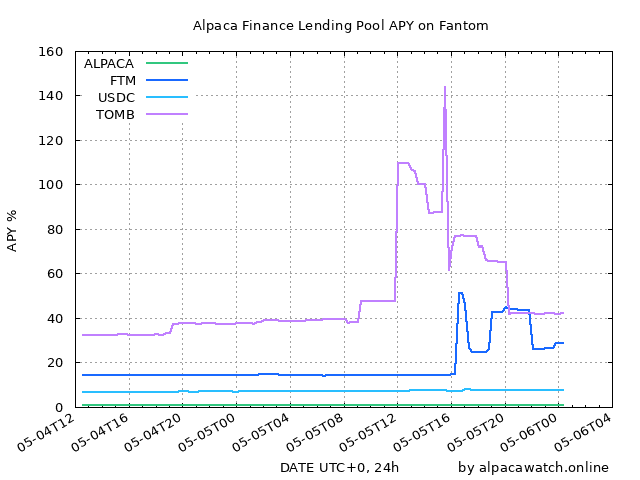 Alpaca Finance Lending Pool APY on Fantom
160
140
120
100
80
60
40
20
0
APY %
ALPACA
FTM
USDC
TOMB
05-04T12
05-04T16
05-04T20
05-05T00
05-05T04
05-05T08
05-05T12
05-05T16
05-05T20
05-06T00
05-06T04
DATE UTC+0, 24h
by alpacawatch.online